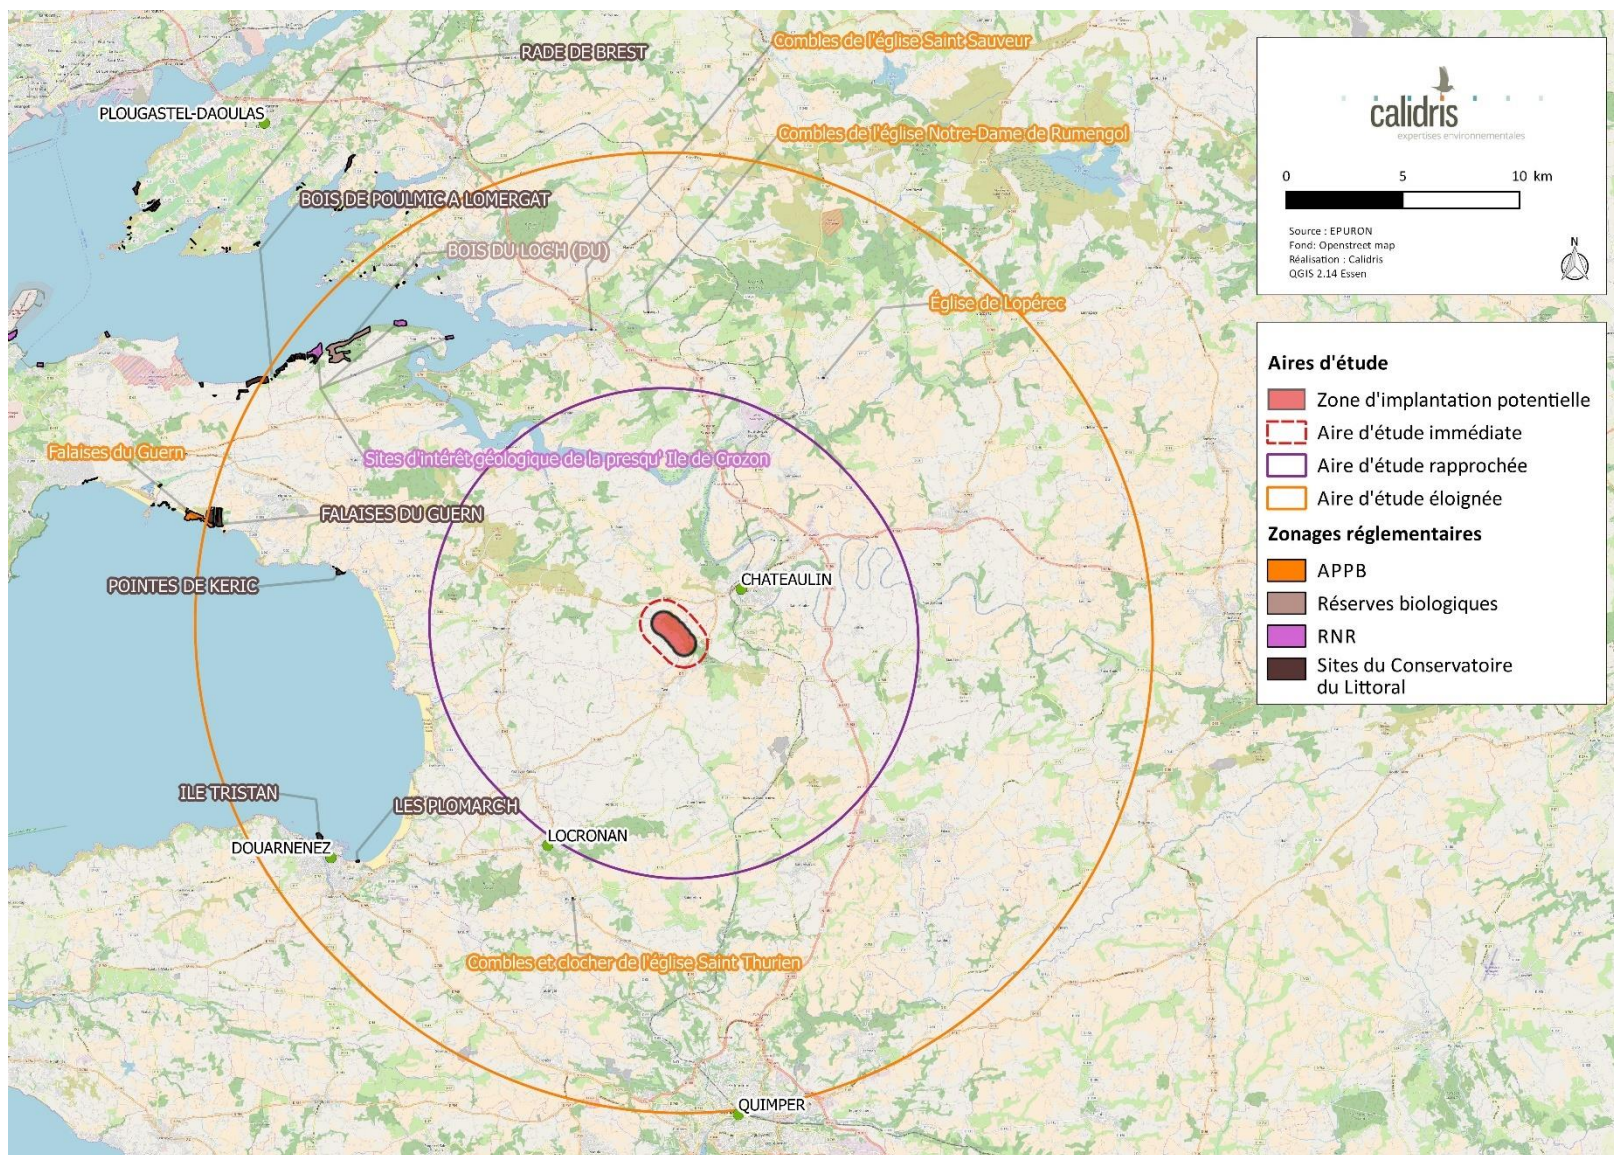 RADE DE BREST
Combles de l'église Saint Sauveur
PLOUGASTEL-DAOULAS
Combles de l'église Notre-Dame de Rumengol
BOIS DE POULMIC A LOMERGAT
BOIS DU LOC'H (DU)
Église de Lopérec
Falaises du Guern
Sites d'intérêt géologique de la presqu' Ile de Crozon
FALAISES DU GUERN
POINTES DE KERIC
CHATEAULIN
ILE TRISTAN
LES PLOMARC'H
DOUARNENEZ
LOCRONAN
Combles et clocher de l'église Saint Thurien
QUIMPER
calidris
expertises environnementales
0 5 10 km
Source : EPURON
Fond: Openstreet map
Réalisation : Calidris
QGIS 2.14 Essen
N
Aires d'étude
Zone d'implantation potentielle
Aire d'étude immédiate
Aire d'étude rapprochée
Aire d'étude éloignée
Zonages réglementaires
APPB
Réserves biologiques
RNR
Sites du Conservatoire
du Littoral